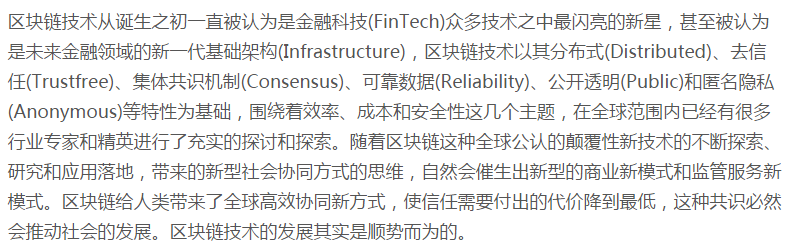 区块链技术从诞生之初一直被认为是金融科技(FinTech)众多技术之中最闪亮的新星，甚至被认为
是未来金融领域的新一代基础架构(Infrastructure)，区块链技术以其分布式(Distributed)、去信
任(Trustfree)、集体共识机制(Consensus)、可靠数据(Reliability)、公开透明(Public)和匿名隐私
(Anonymous)等特性为基础，围绕着效率、成本和安全性这几个主题，在全球范围内已经有很多
行业专家和精英进行了充实的探讨和探索。随着区块链这种全球公认的颠覆性新技术的不断探索、
研究和应用落地，带来的新型社会协同方式的思维，自然会催生出新型的商业新模式和监管服务新
模式。区块链给人类带来了全球高效协同新方式，使信任需要付出的代价降到最低，这种共识必然
会推动社会的发展。区块链技术的发展其实是顺势而为的。